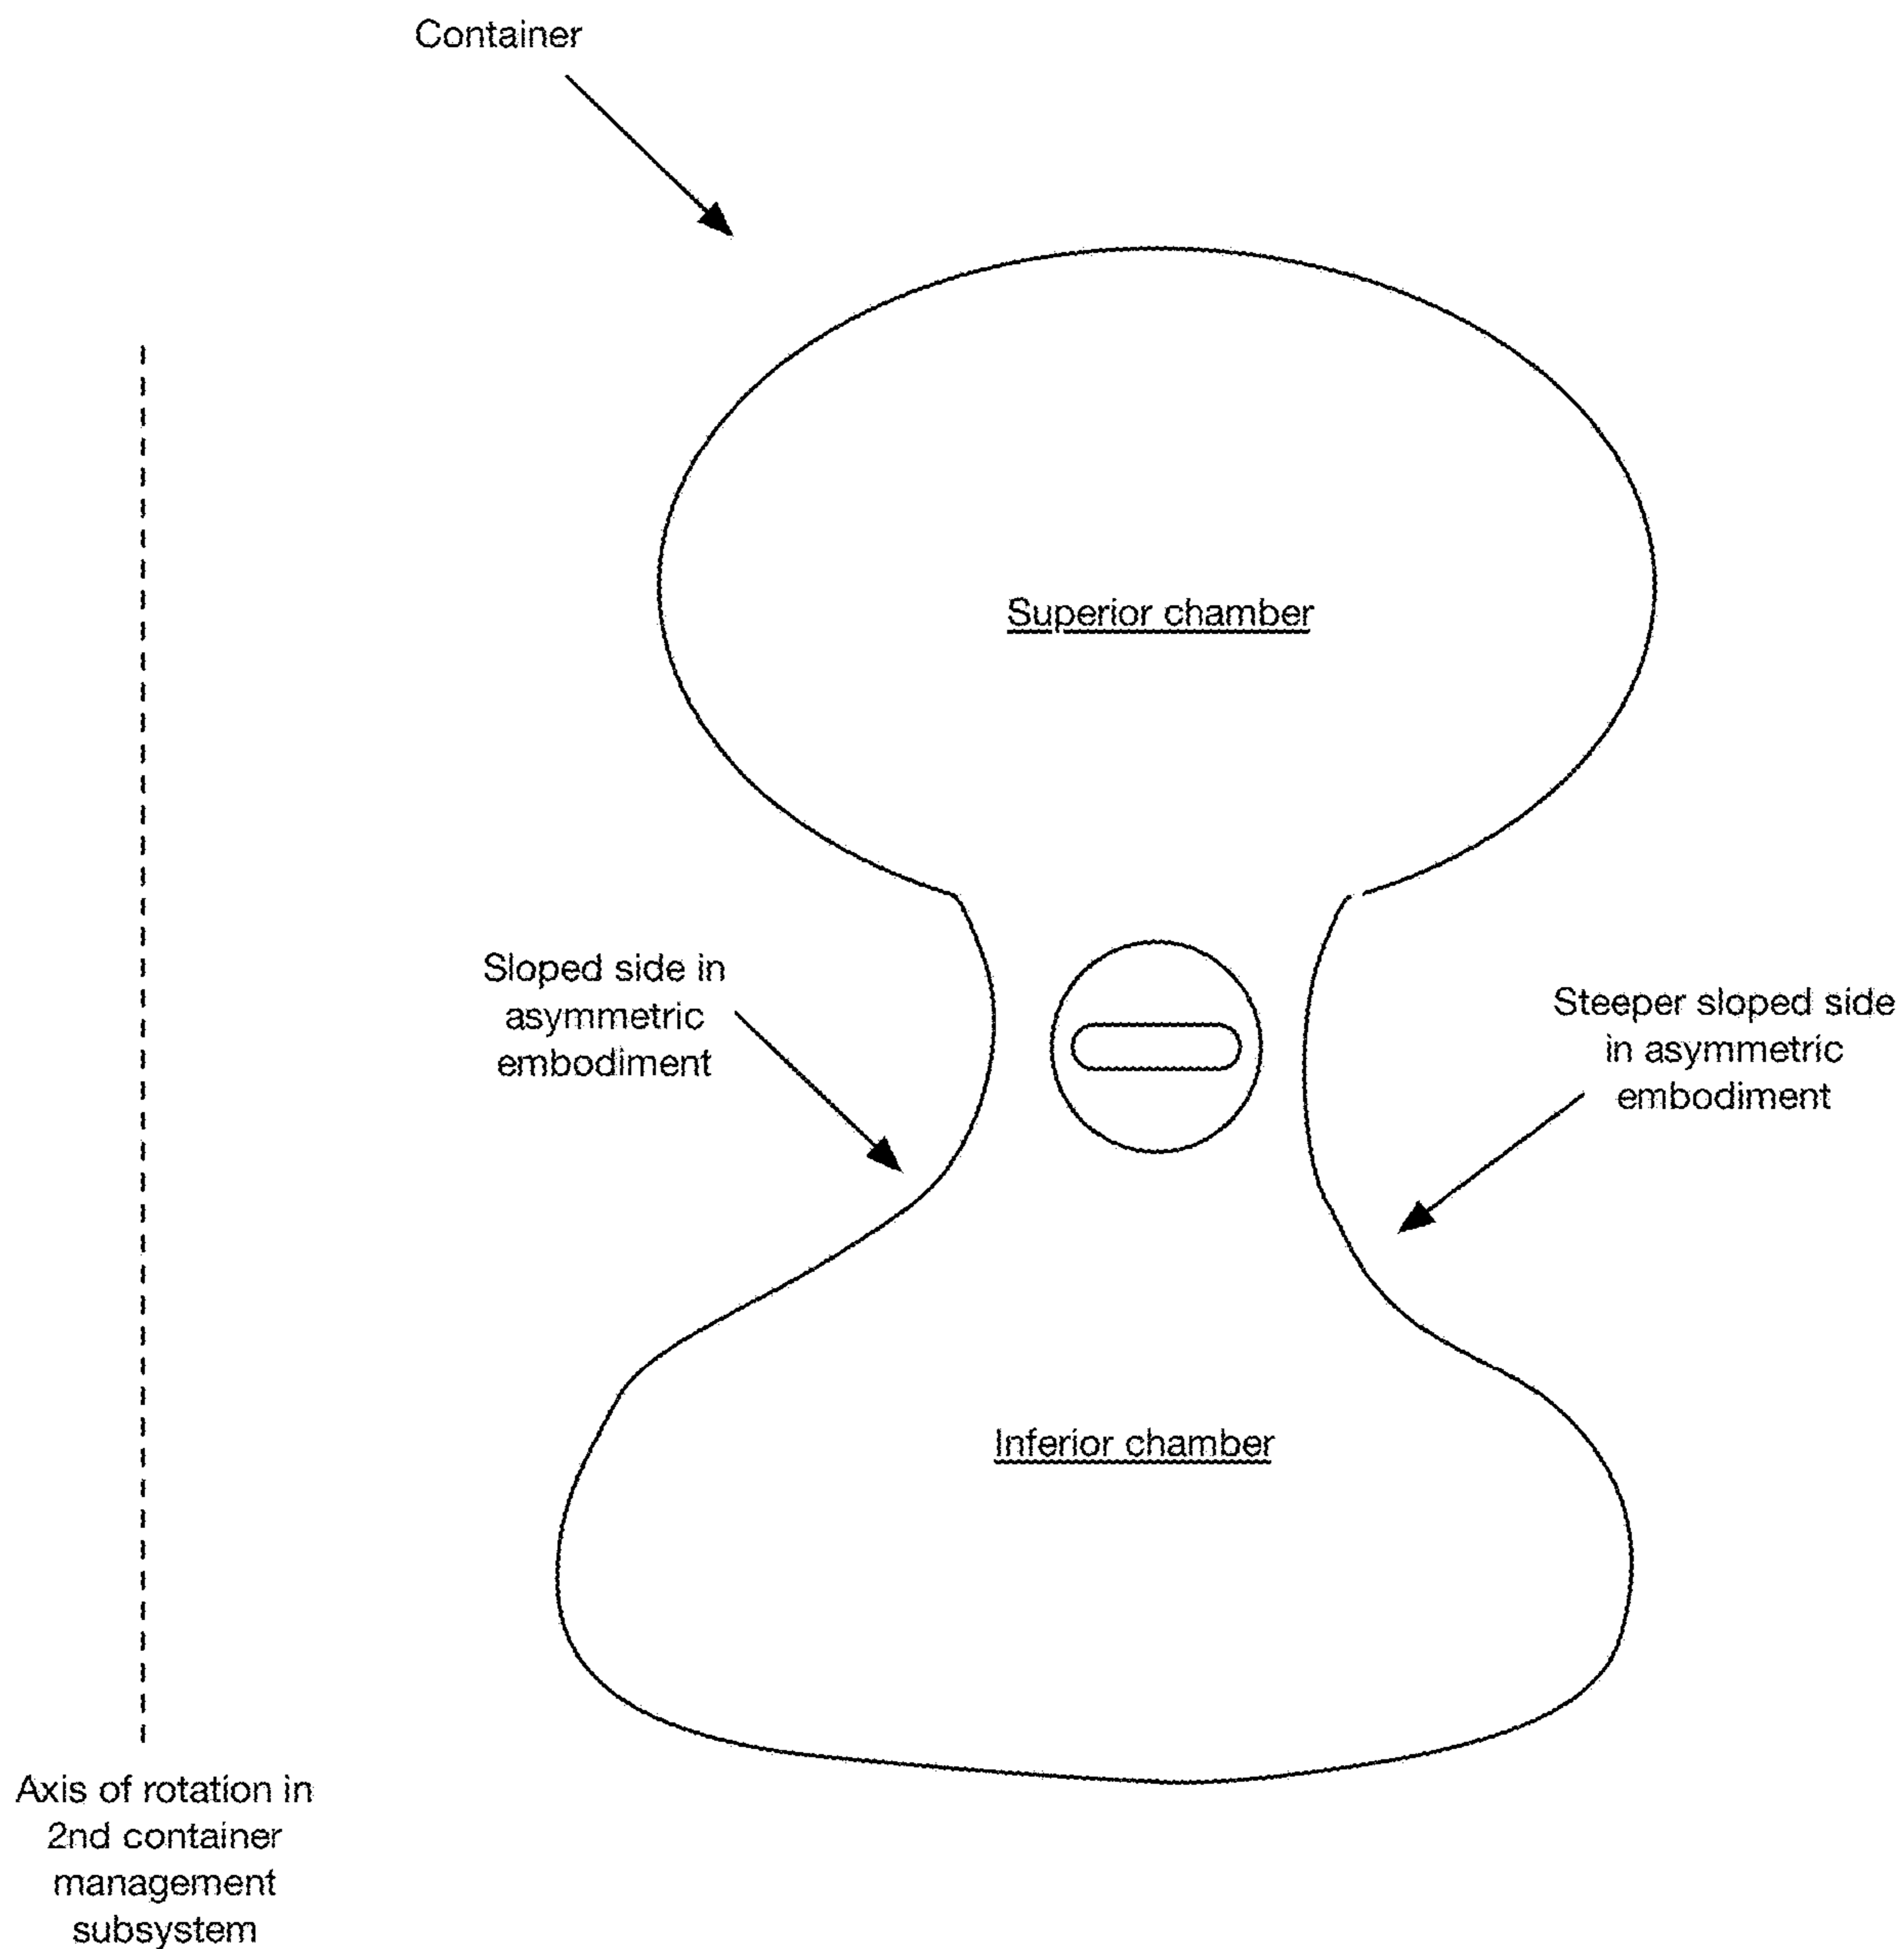 Container
Superior chamber
Sloped side in
asymmetric
embodiment
Steeper sloped side
in asymmetric
embodiment
Inferior chamber
Axis of rotation in
2nd container
management
subsystem